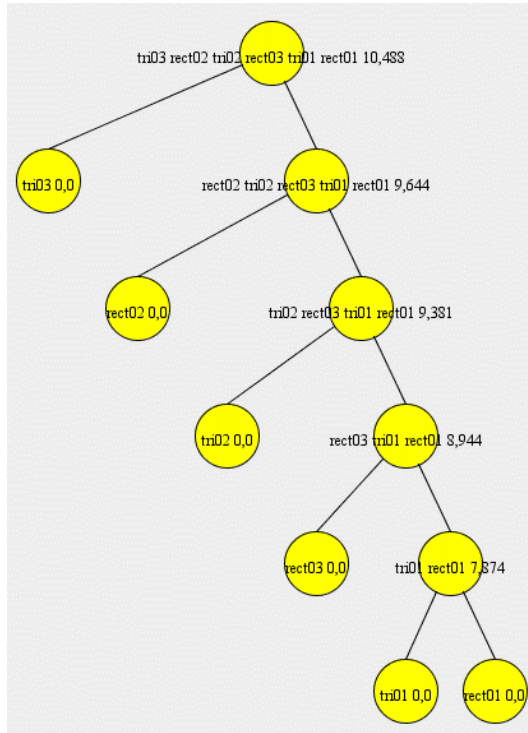 tri03 rect02 tri02 rect03 tri01 rect01 10,488
tri03 0,0
rect02 tri02 rect03 tri01 rect01 9,644
rect02 0,0
tri02 rect03 tri01 rect01 9,381
tri02 0,0
rect03 tri01 rect01 8,944
rect03 0,0
tri01 rect01 7,874
tri01 0,0
rect01 0,0